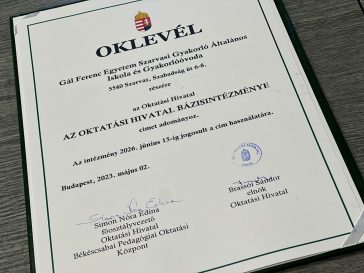 OKLEVÉL
Gál Ferenc Egyetem Szarvasi Gyakorló Általános
Iskola és Gyakorlóóvoda
5540 Szarvas, Szabadság út 6-8.
részére
az Oktatási Hivatal
AZ OKTATÁSI HIVATAL BÁZISINTÉZMÉNYE
címet adományoz.
Az intézmény 2026. június 15-ig jogosult a cím használatára.
Budapest, 2023. május 02.
Simon Nóra Edina
főosztályvezető
Oktatási Hivatal
Békéscsabai Pedagógiai Oktatási
Központ
Brassói Sándor
elnök
Oktatási Hivatal